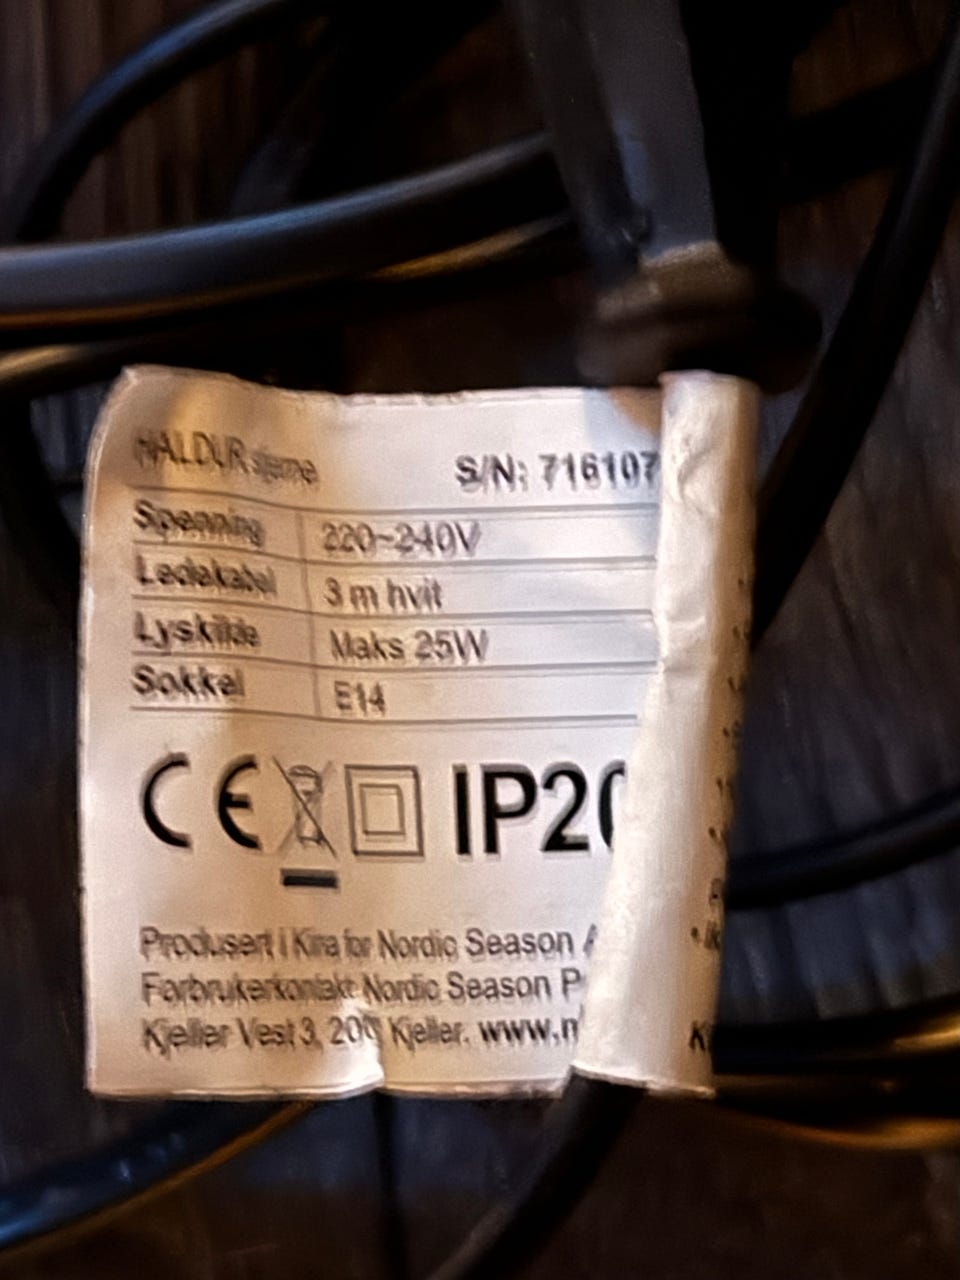 HALDUR stjerne
S/N: 716107
Spenning 220~240V
Ledekabel 3 m hvit
Lyskilde Maks 25W
Sokkel E14
CE IP20
Produsert i Kina for Nordic Season
Forbrukerkontakt Nordic Season
Kjeller Vest 3, Kjeller. www.n